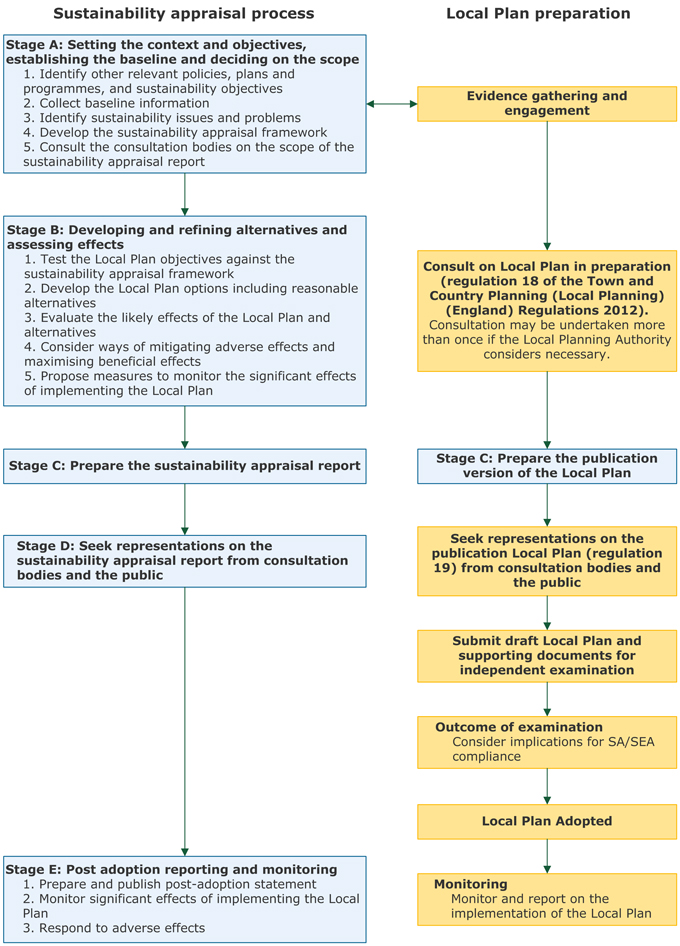 Sustainability appraisal process
Stage A: Setting the context and objectives,
establishing the baseline and deciding on the scope
1. Identify other relevant policies, plans and
programmes, and sustainability objectives
2. Collect baseline information
3. Identify sustainability issues and problems
4. Develop the sustainability appraisal framework
5. Consult the consultation bodies on the scope of the
sustainability appraisal report
Stage B: Developing and refining alternatives and
assessing effects
1. Test the Local Plan objectives against the
sustainability appraisal framework
2. Develop the Local Plan options including reasonable
alternatives
3. Evaluate the likely effects of the Local Plan and
alternatives
4. Consider ways of mitigating adverse effects and
maximising beneficial effects
5. Propose measures to monitor the significant effects
of implementing the Local Plan
Stage C: Prepare the sustainability appraisal report
Stage D: Seek representations on the
sustainability appraisal report from consultation
bodies and the public
Stage E: Post adoption reporting and monitoring
1. Prepare and publish post-adoption statement
2. Monitor significant effects of implementing the Local
Plan
3. Respond to adverse effects
Local Plan preparation
Evidence gathering and
engagement
Consult on Local Plan in preparation
(regulation 18 of the Town and
Country Planning (Local Planning)
(England) Regulations 2012).
Consultation may be undertaken more
than once if the Local Planning Authority
considers necessary.
Stage C: Prepare the publication
version of the Local Plan
Seek representations on the
publication Local Plan (regulation
19) from consultation bodies and
the public
Submit draft Local Plan and
supporting documents for
independent examination
Outcome of examination
Consider implications for SA/SEA
compliance
Local Plan Adopted
Monitoring
Monitor and report on the
implementation of the Local Plan